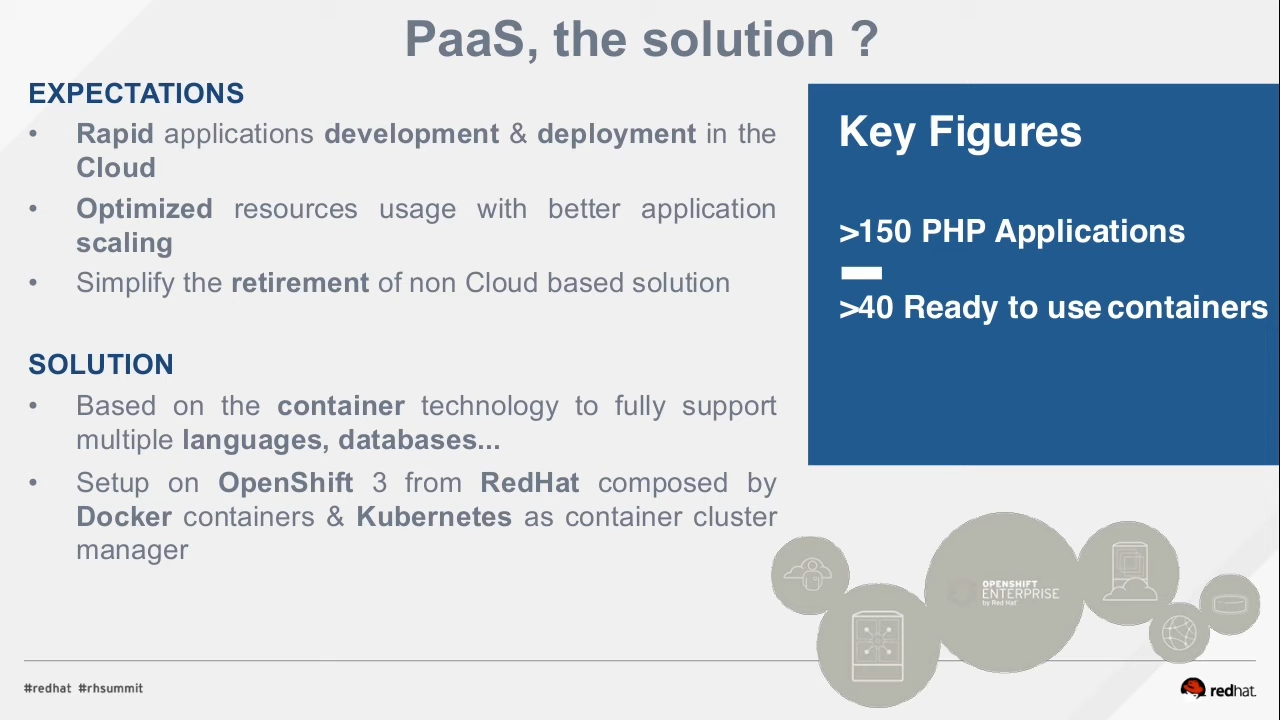 PaaS, the solution ?
EXPECTATIONS
• Rapid applications development & deployment in the
Cloud
• Optimized resources usage with better application
scaling
• Simplify the retirement of non Cloud based solution
SOLUTION
• Based on the container technology to fully support
multiple languages, databases...
• Setup on OpenShift 3 from RedHat composed by
Docker containers & Kubernetes as container cluster
manager
Key Figures
>150 PHP Applications
>40 Ready to use containers
OPENSHIFT
ENTERPRISE
by Red Hat
#redhat #rhsummit
redhat.